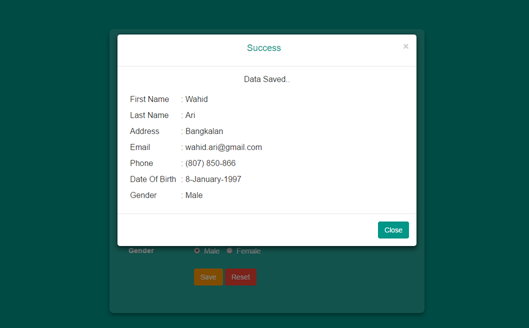 Success
×
Data Saved..
First Name : Wahid
Last Name : Ari
Address : Bangkalan
Email : wahid.ari@gmail.com
Phone : (807) 850-866
Date Of Birth : 8-January-1997
Gender : Male
Close
Gender Male Female
Save Reset